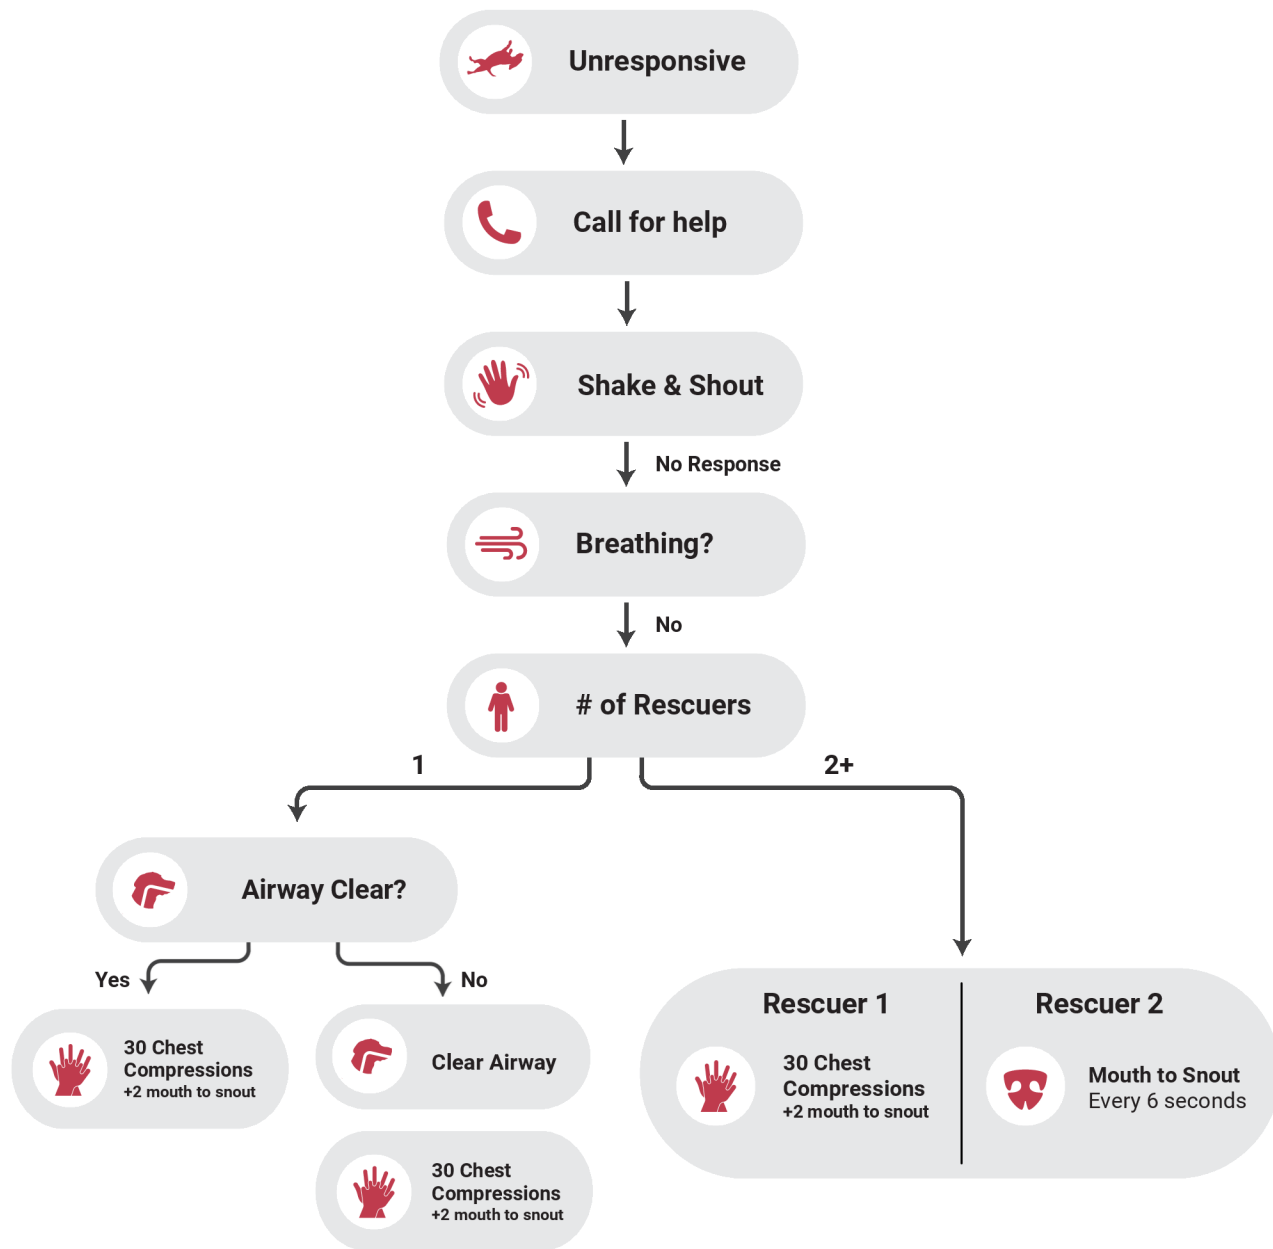 Unresponsive
Call for help
Shake & Shout
No Response
Breathing?
No
# of Rescuers
1
2+
Airway Clear?
Yes
No
30 Chest
Compressions
+2 mouth to snout
Clear Airway
30 Chest
Compressions
+2 mouth to snout
Rescuer 1
30 Chest
Compressions
+2 mouth to snout
Rescuer 2
Mouth to Snout
Every 6 seconds